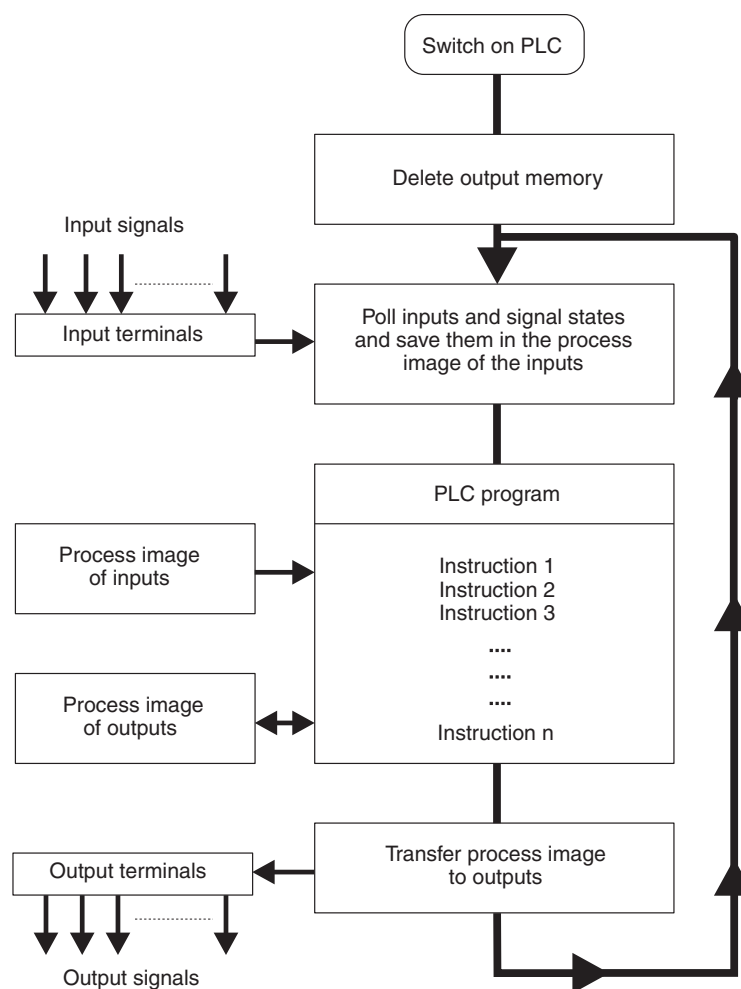 Switch on PLC
Delete output memory
Input signals
Input terminals
Poll inputs and signal states
and save them in the process
image of the inputs
PLC program
Process image
of inputs
Instruction 1
Instruction 2
Instruction 3
....
....
....
Instruction n
Process image
of outputs
Output terminals
Transfer process image
to outputs
Output signals